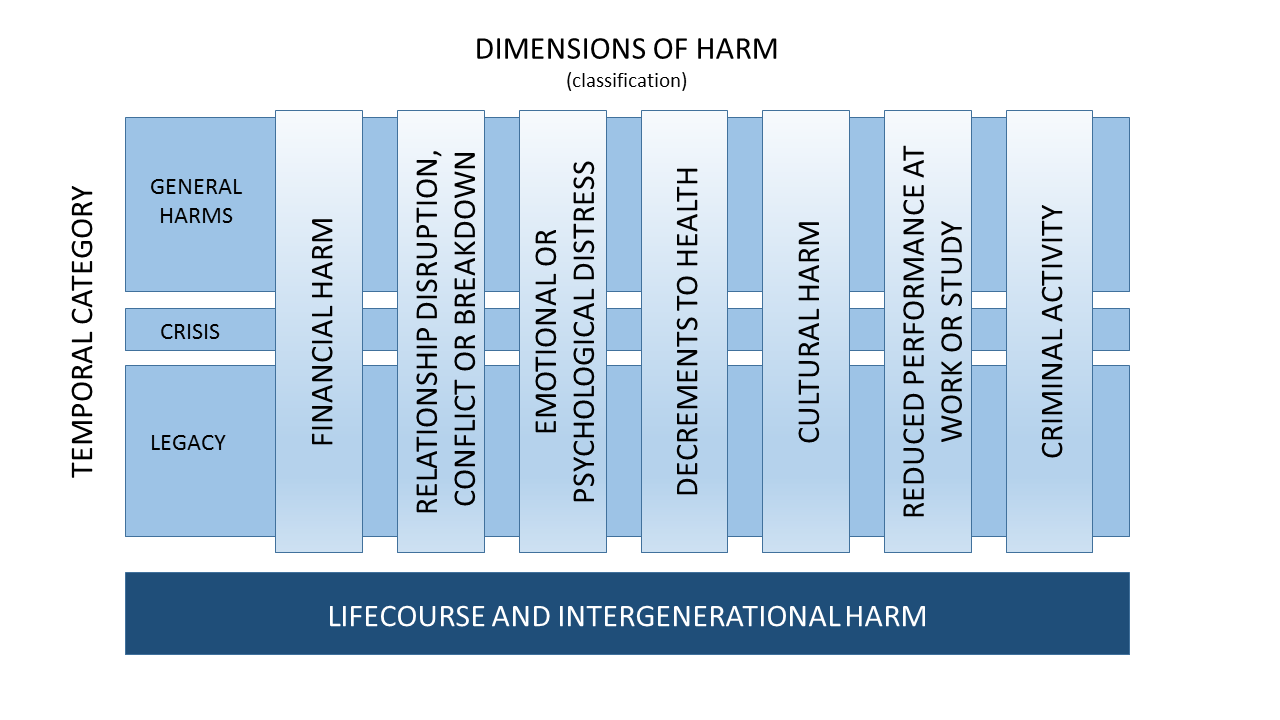 DIMENSIONS OF HARM
(classification)
TEMPORAL CATEGORY
GENERAL
HARMS
CRISIS
LEGACY
FINANCIAL HARM
RELATIONSHIP DISRUPTION,
CONFLICT OR BREAKDOWN
EMOTIONAL OR
PSYCHOLOGICAL DISTRESS
DECREMENTS TO HEALTH
CULTURAL HARM
REDUCED PERFORMANCE AT
WORK OR STUDY
CRIMINAL ACTIVITY
LIFECOURSE AND INTERGENERATIONAL HARM